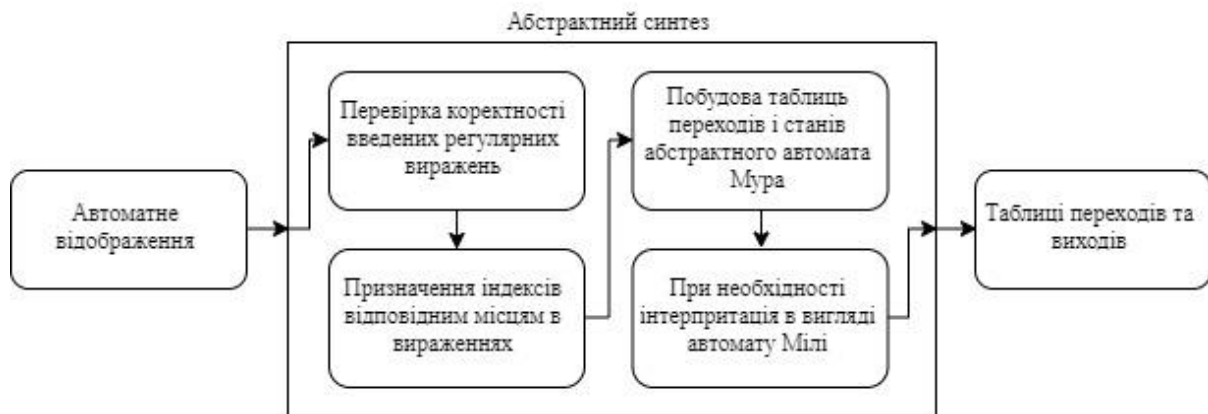 Абстрактний синтез
Автоматне
відображення
Перевірка коректності
введених регулярних
виражень
Призначення індексів
відповідним місцям в
вираженнях
Побудова таблиць
переходів і станів
абстрактного автомата
Мура
При необхідності
інтерпритація в вигляді
автомату Мілі
Таблиці переходів та
виходів